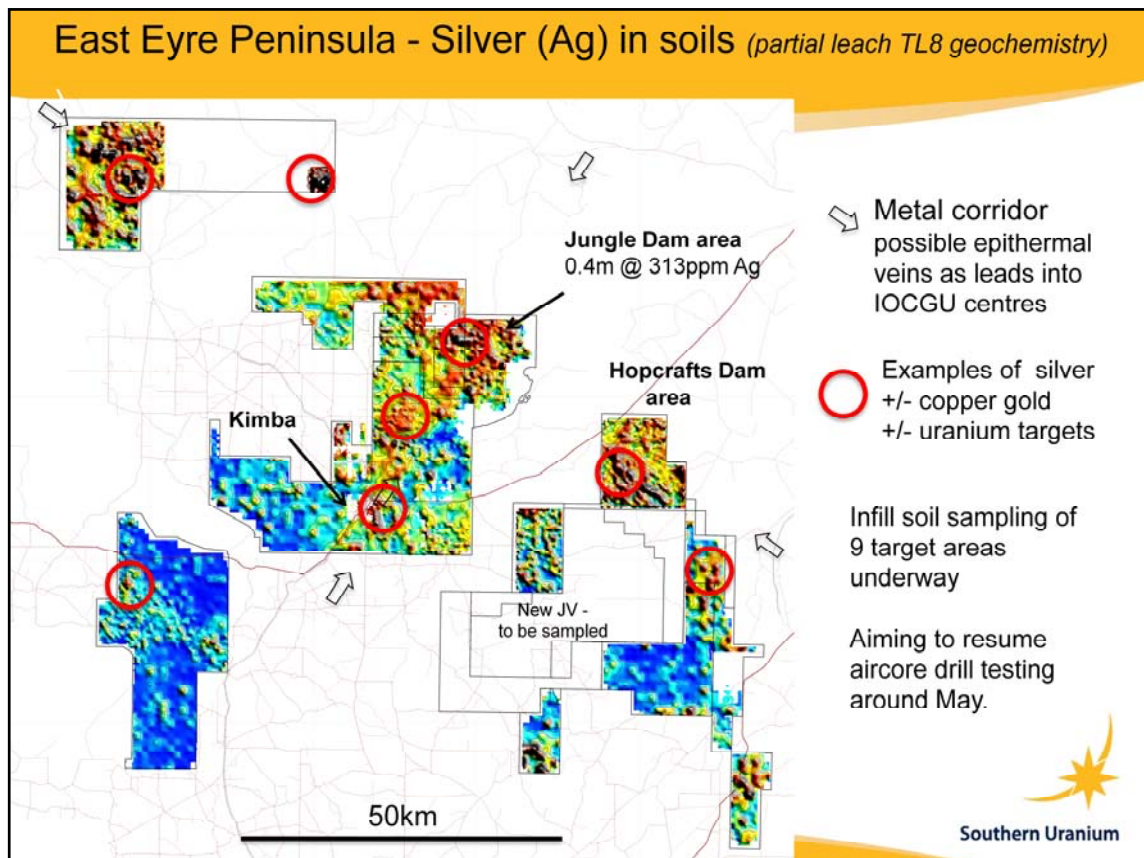 East Eyre Peninsula - Silver (Ag) in soils (partial leach TL8 geochemistry)
Jungle Dam area
0.4m @ 313ppm Ag
Hopcrafts Dam
area
Kimba
New JV -
to be sampled
50km
Metal corridor
possible epithermal
veins as leads into
IOCGU centres
Examples of silver
+/- copper gold
+/- uranium targets
Infill soil sampling of
9 target areas
underway
Aiming to resume
aircore drill testing
around May.
Southern Uranium